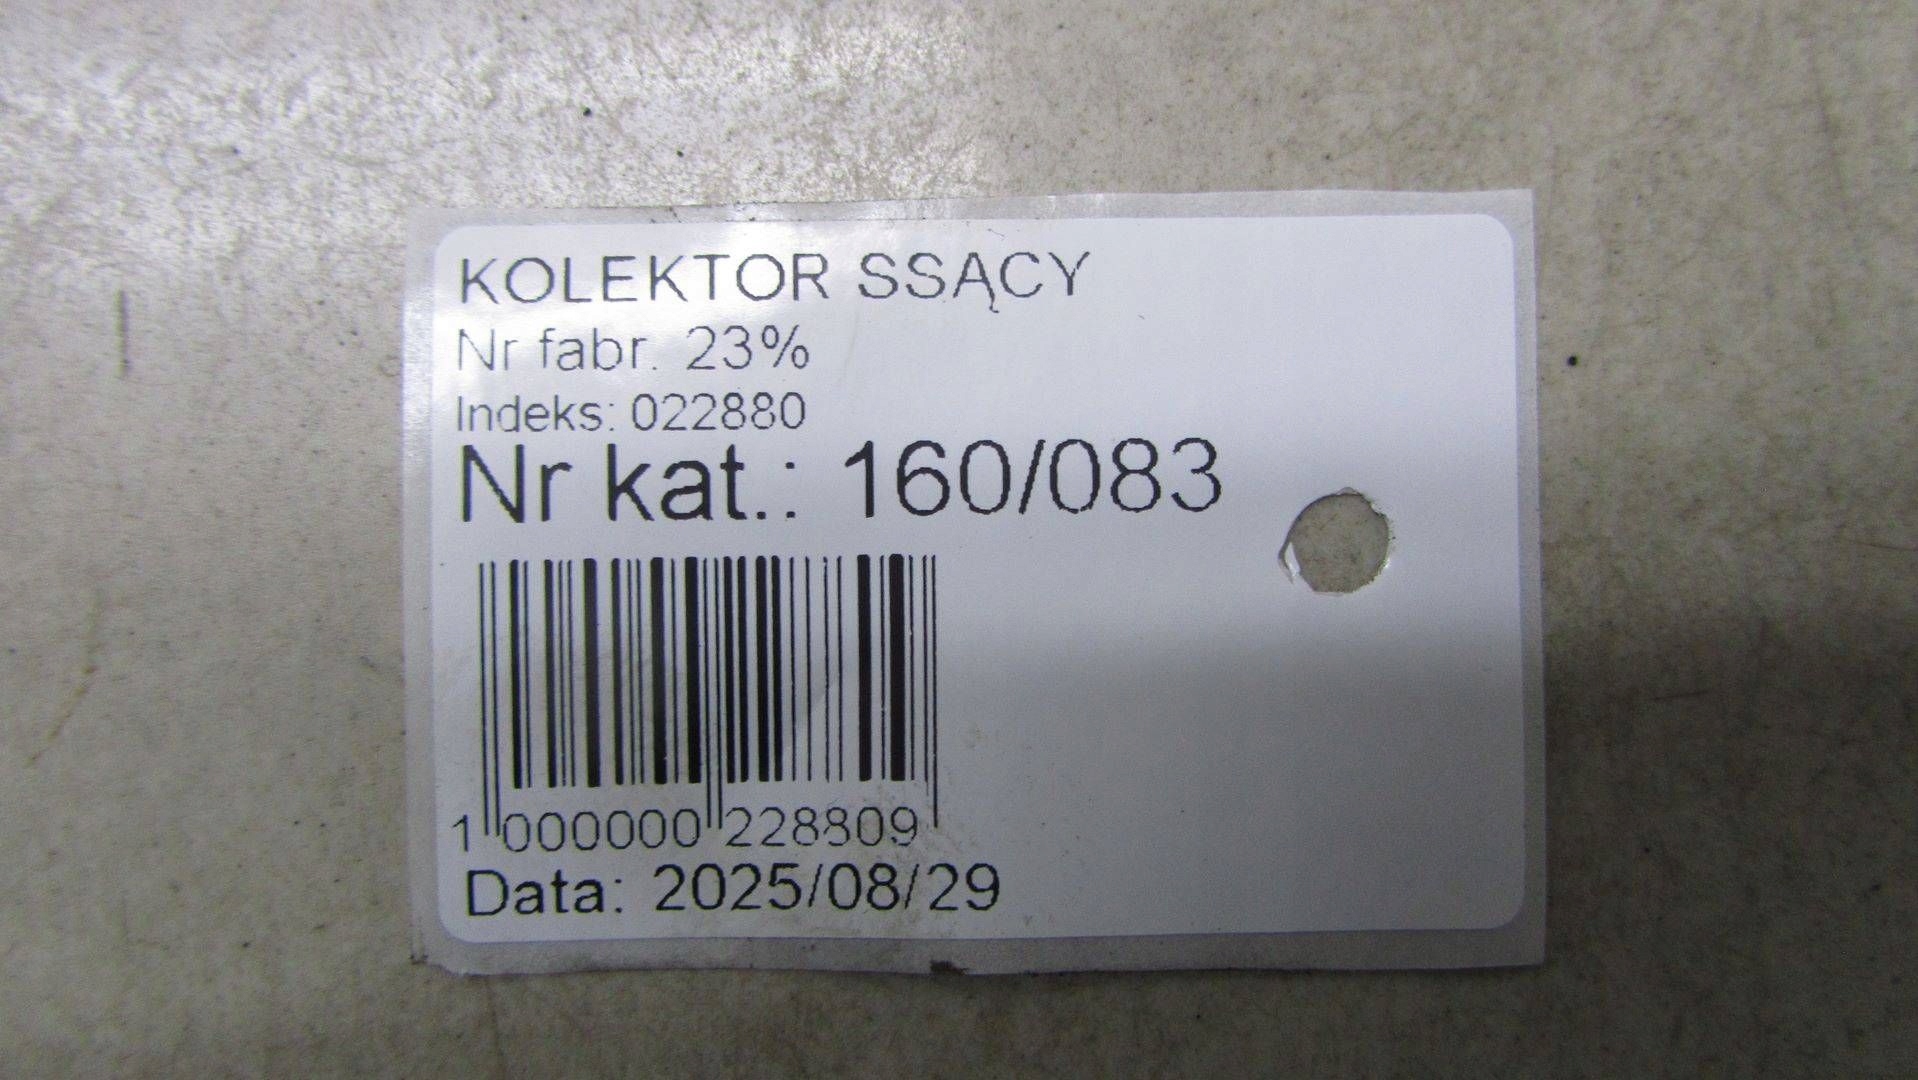 KOLEKTOR SSĄCY
Nr fabr. 23%
Indeks: 022880
Nr kat.: 160/083
1 000000 228809
Data: 2025/08/29